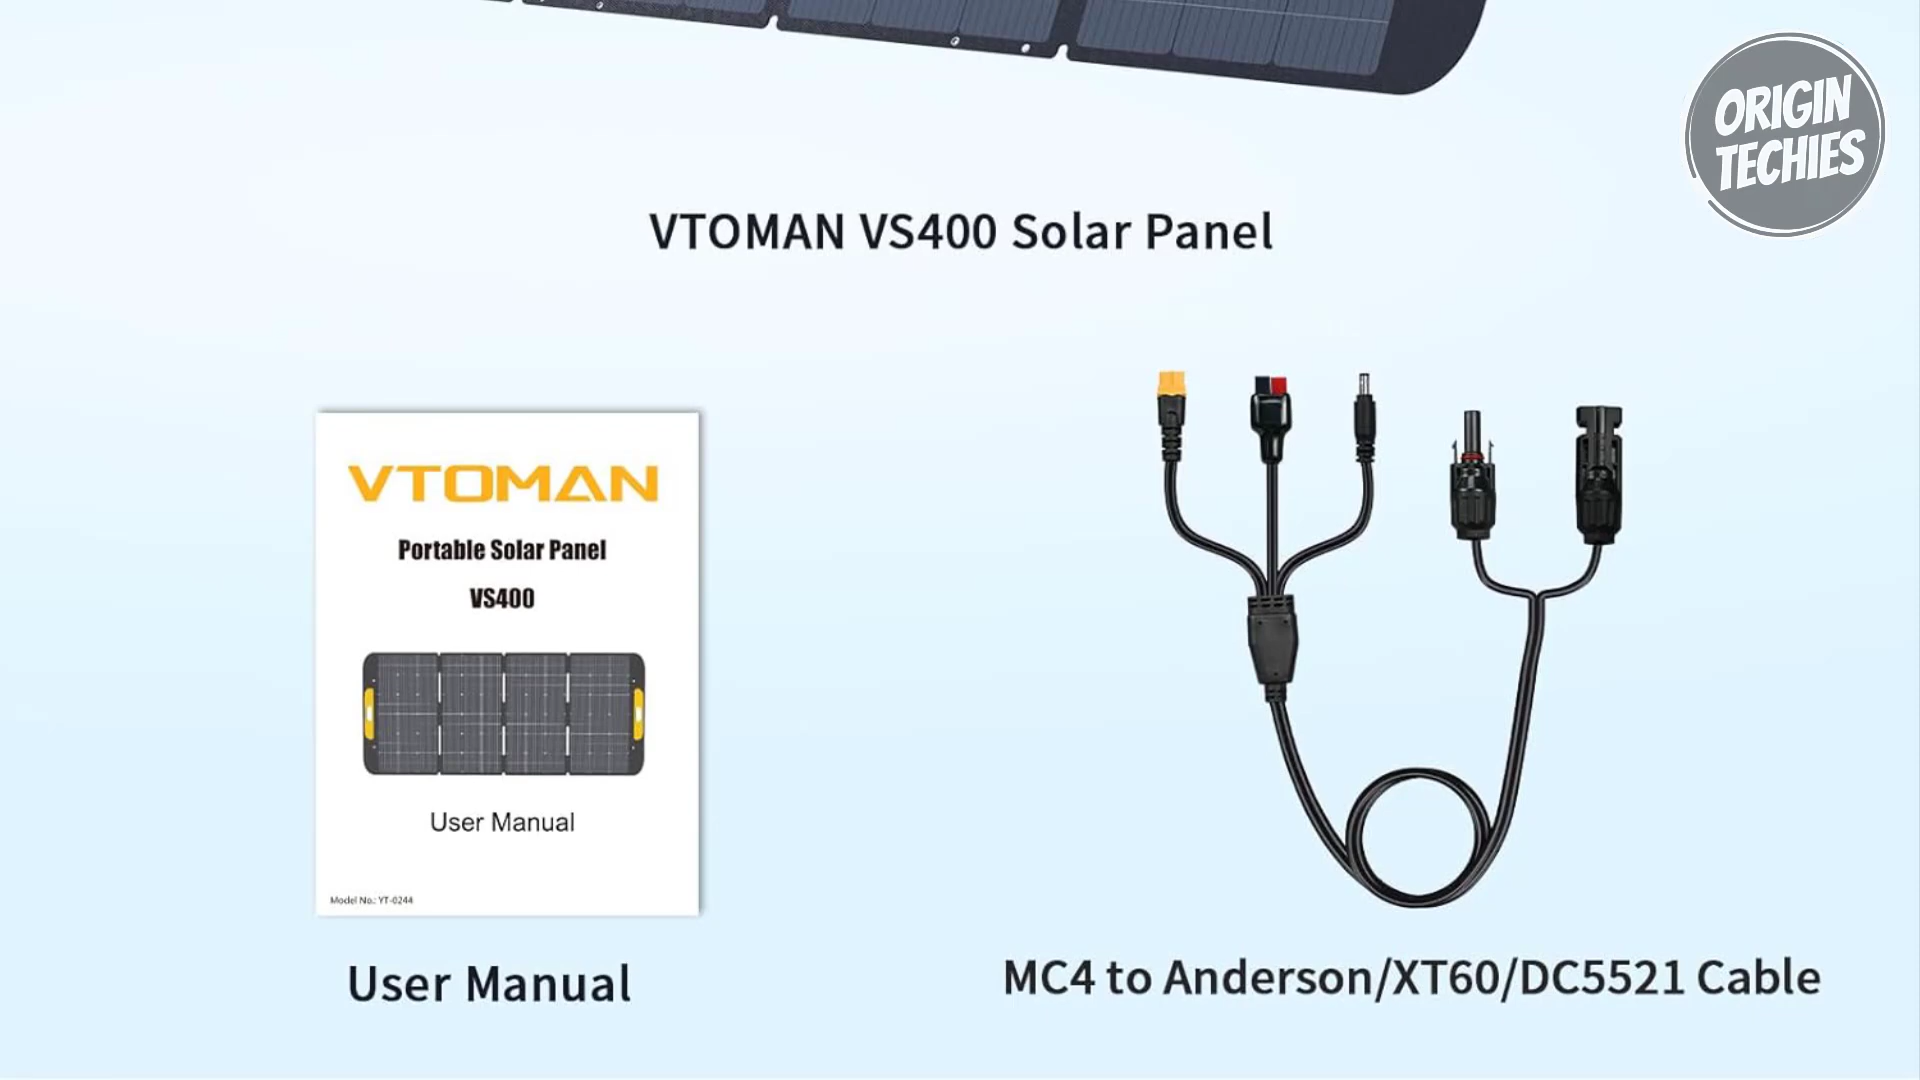 ORIGIN
TECHIES
VTOMAN VS400 Solar Panel
VTOMAN
Portable Solar Panel
VS400
User Manual
Model No.: YT-0244
User Manual
MC4 to Anderson/XT60/DC5521 Cable